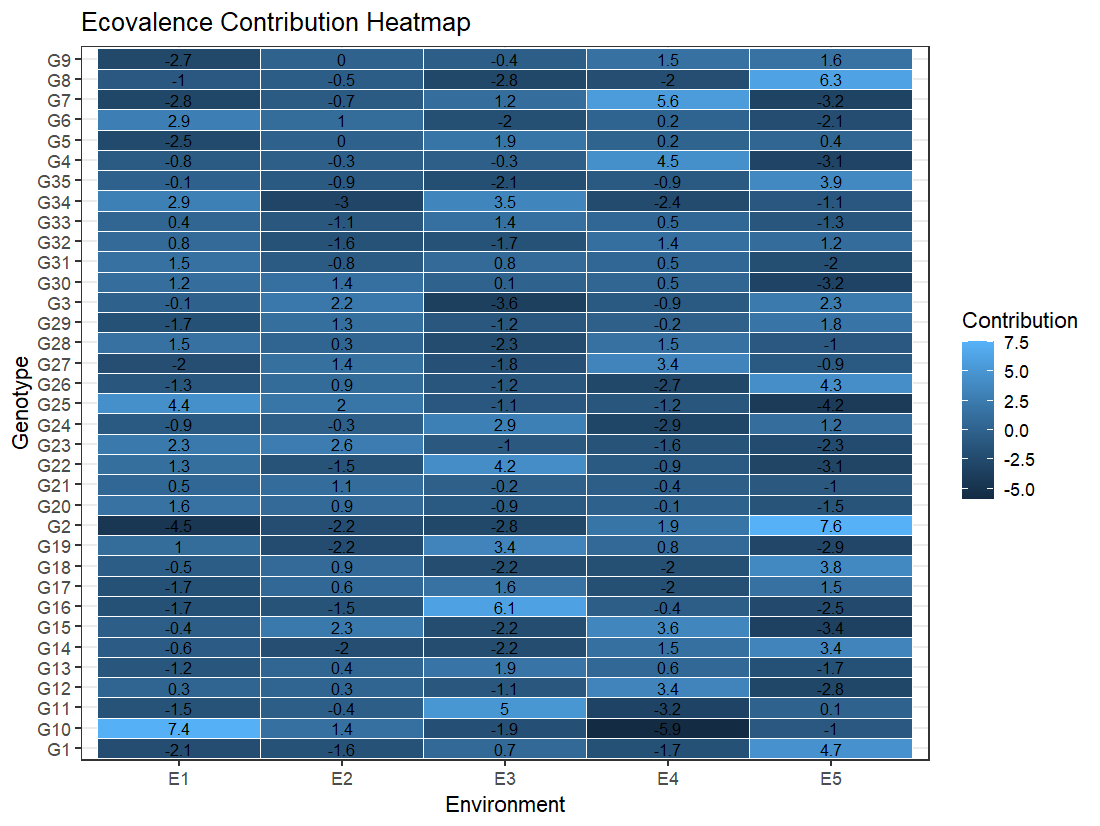 Ecovalence Contribution Heatmap
Genotype
G9 -2.7 0 -0.4 1.5 1.6
G8 -1 -0.5 -2.8 -2 6.3
G7 -2.8 -0.7 1.2 5.6 -3.2
G6 2.9 1 -2 0.2 -2.1
G5 -2.5 0 1.9 0.2 0.4
G4 -0.8 -0.3 -0.3 4.5 -3.1
G35 -0.1 -0.9 -2.1 -0.9 3.9
G34 2.9 -3 3.5 -2.4 -1.1
G33 0.4 -1.1 1.4 0.5 -1.3
G32 0.8 -1.6 -1.7 1.4 1.2
G31 1.5 -0.8 0.8 0.5 -2
G30 1.2 1.4 0.1 0.5 -3.2
G3 -0.1 2.2 -3.6 -0.9 2.3
G29 -1.7 1.3 -1.2 -0.2 1.8
G28 1.5 0.3 -2.3 1.5 -1
G27 -2 1.4 -1.8 3.4 -0.9
G26 -1.3 0.9 -1.2 -2.7 4.3
G25 4.4 2 -1.1 -1.2 -4.2
G24 -0.9 -0.3 2.9 -2.9 1.2
G23 2.3 2.6 -1 -1.6 -2.3
G22 1.3 -1.5 4.2 -0.9 -3.1
G21 0.5 1.1 -0.2 -0.4 -1
G20 1.6 0.9 -0.9 -0.1 -1.5
G2 -4.5 -2.2 -2.8 1.9 7.6
G19 1 -2.2 3.4 0.8 -2.9
G18 -0.5 0.9 -2.2 -2 3.8
G17 -1.7 0.6 1.6 -2 1.5
G16 -1.7 -1.5 6.1 -0.4 -2.5
G15 -0.4 2.3 -2.2 3.6 -3.4
G14 -0.6 -2 -2.2 1.5 3.4
G13 -1.2 0.4 1.9 0.6 -1.7
G12 0.3 0.3 -1.1 3.4 -2.8
G11 -1.5 -0.4 5 -3.2 0.1
G10 7.4 1.4 -1.9 -5.9 -1
G1 -2.1 -1.6 0.7 -1.7 4.7
E1 E2 E3 E4 E5
Environment
Contribution
7.5
5.0
2.5
0.0
-2.5
-5.0